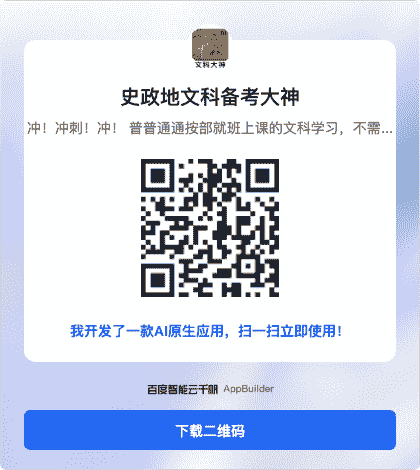 文科大神
史政地文科备考大神
冲！冲刺！冲！ 普普通通按部就班上课的文科学习，不需...
我开发了一款AI原生应用，扫一扫立即使用！
百度智能云千帆 AppBuilder
下载二维码